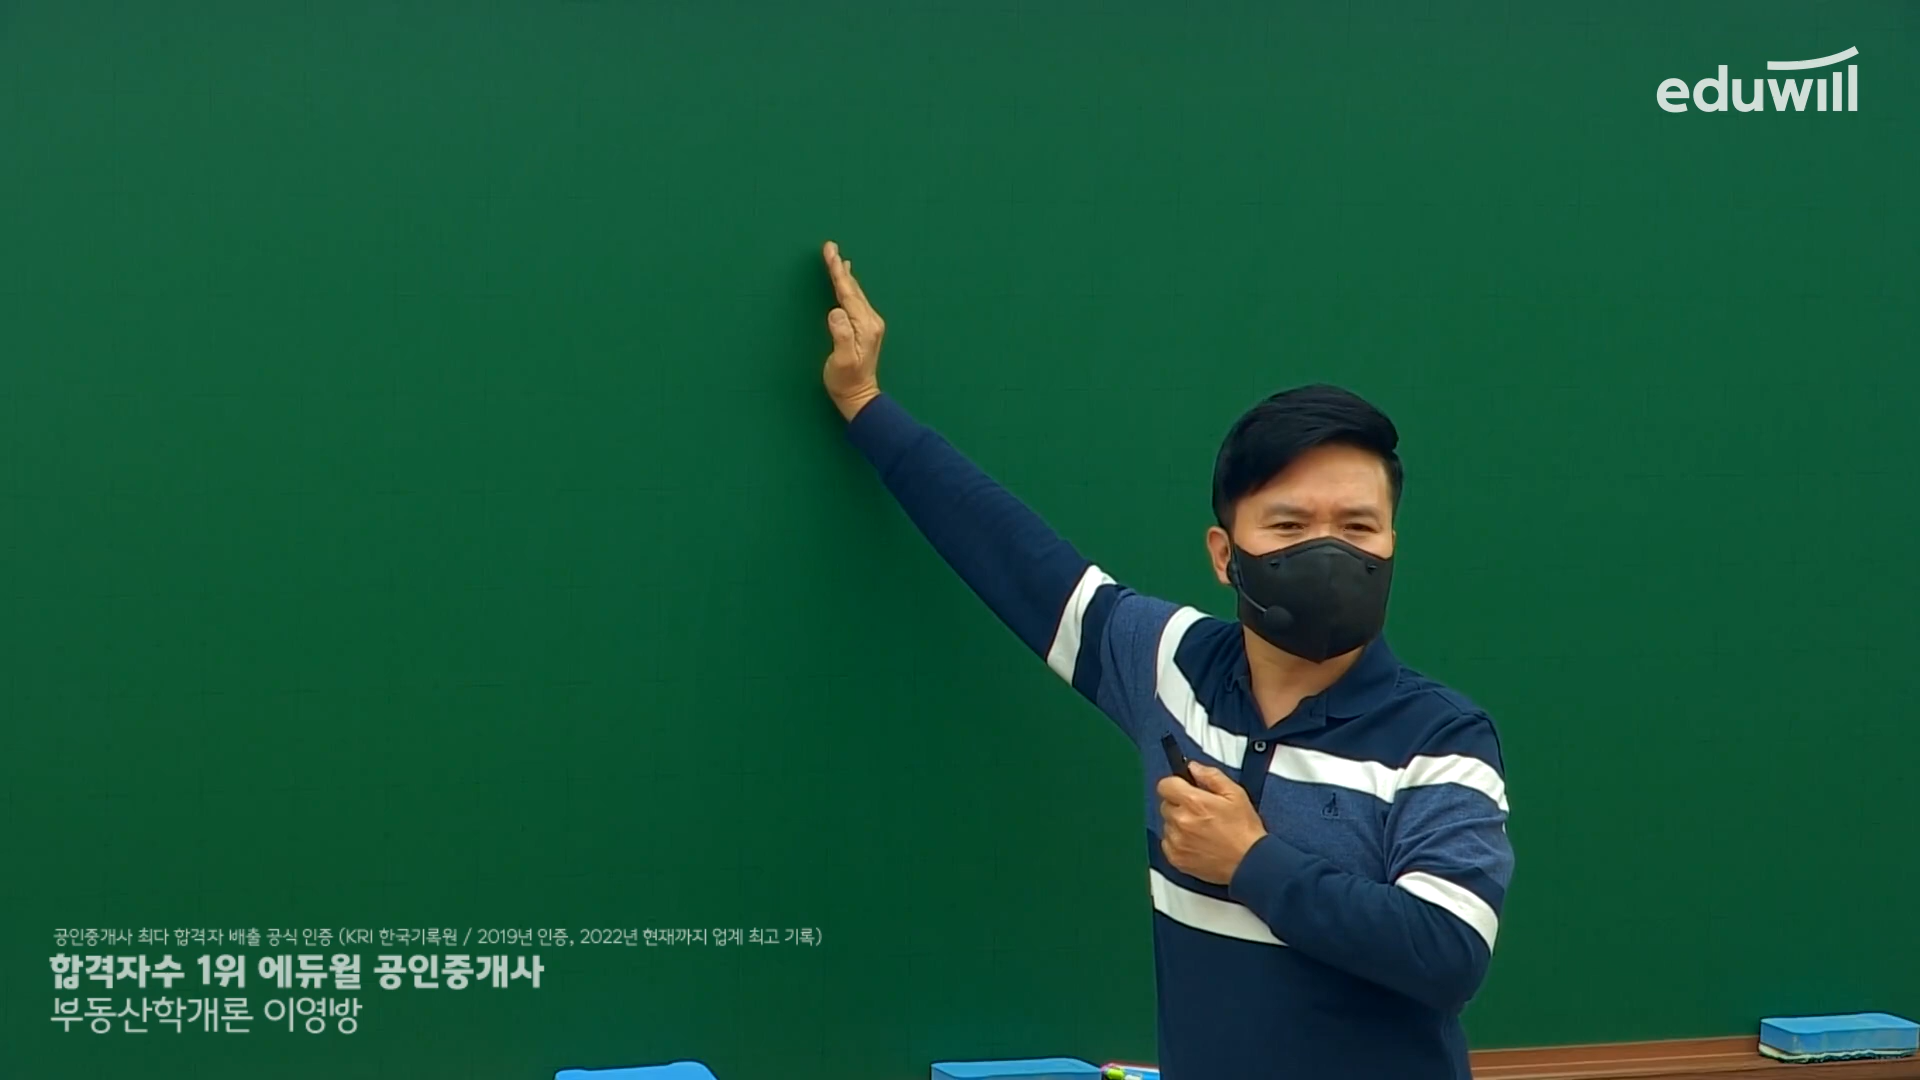 eduwill
공인중개사 최다 합격자 배출 공식 인증 (KRI 한국기록원 / 2019년 인증, 2022년 현재까지 업계 최고 기록)
합격자수 1위 에듀윌 공인중개사
부동산학개론 이영방